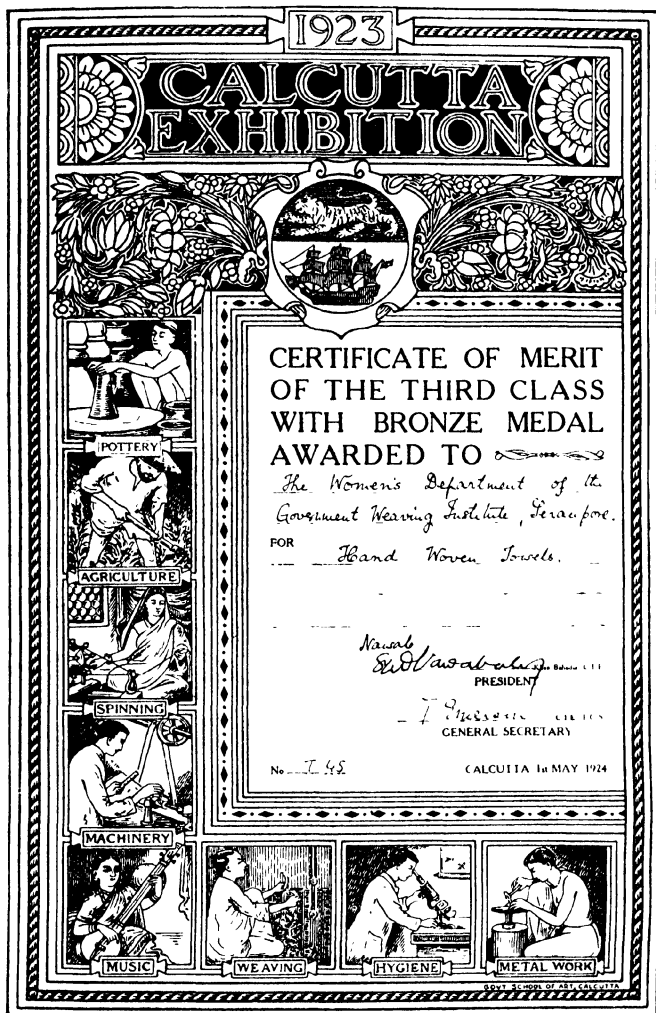 1923
CALCUTTA
EXHIBITION
CERTIFICATE OF MERIT
OF THE THIRD CLASS
WITH BRONZE MEDAL
AWARDED TO
The Women's Department of the
Government Weaving Institute, Serampore.
FOR
Hand Woven Towels.
Nawab
PRESIDENT
GENERAL SECRETARY
No I 45 CALCUTTA 1st MAY 1924
POTTERY
AGRICULTURE
SPINNING
MACHINERY
MUSIC WEAVING HYGIENE METAL WORK
GOVT SCHOOL OF ART, CALCUTTA